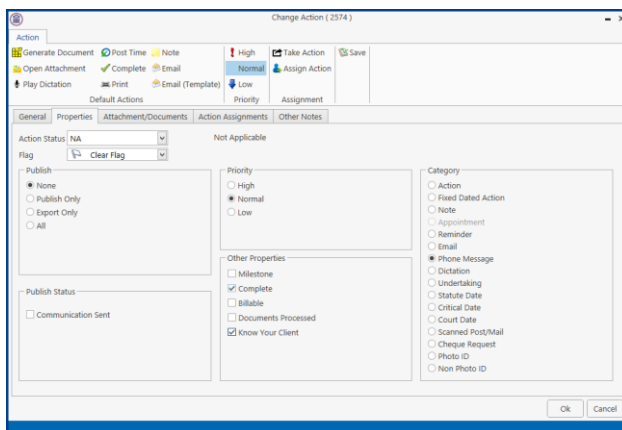 Change Action ( 2574 )
Action
Generate Document Post Time Note High Take Action Save
Open Attachment Complete Email Normal Assign Action
Play Dictation Print Email (Template) Low
Default Actions Priority Assignment
General Properties Attachment/Documents Action Assignments Other Notes
Action Status NA Not Applicable
Flag Clear Flag
Publish
None
Publish Only
Export Only
All
Publish Status
Communication Sent
Priority
High
Normal
Low
Other Properties
Milestone
Complete
Billable
Documents Processed
Know Your Client
Category
Action
Fixed Dated Action
Note
Appointment
Reminder
Email
Phone Message
Dictation
Undertaking
Statute Date
Critical Date
Court Date
Scanned Post/Mail
Cheque Request
Photo ID
Non Photo ID
Ok Cancel